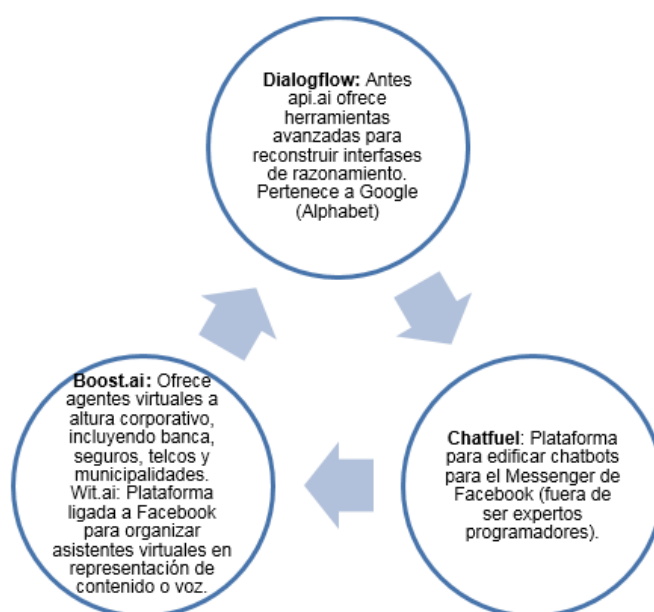 Dialogflow: Antes
api.ai ofrece
herramientas
avanzadas para
reconstruir interfases
de razonamiento.
Pertenece a Google
(Alphabet)
Chatfuel: Plataforma
para edificar chatbots
para el Messenger de
Facebook (fuera de
ser expertos
programadores).
Boost.ai: Ofrece
agentes virtuales a
altura corporativo,
incluyendo banca,
seguros, telcos y
municipalidades.
Wit.ai: Plataforma
ligada a Facebook
para organizar
asistentes virtuales en
representación de
contenido o voz.